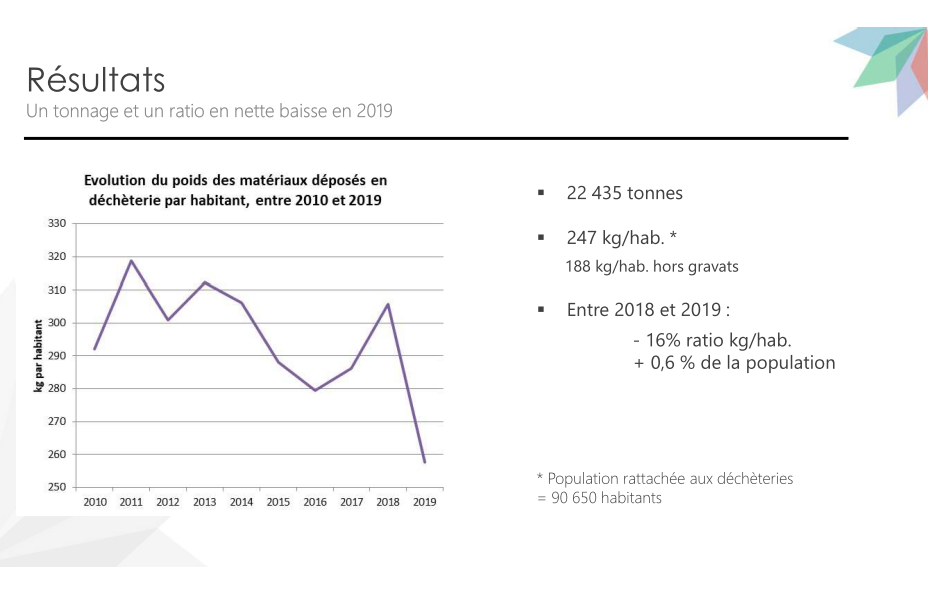 Résultats
Un tonnage et un ratio en nette baisse en 2019
Evolution du poids des matériaux déposés en
déchèterie par habitant, entre 2010 et 2019
kg par habitant
330
320
310
300
290
280
270
260
250
2010 2011 2012 2013 2014 2015 2016 2017 2018 2019
▪ 22 435 tonnes
▪ 247 kg/hab. *
188 kg/hab. hors gravats
▪ Entre 2018 et 2019 :
- 16% ratio kg/hab.
+ 0,6 % de la population
* Population rattachée aux déchèteries
= 90 650 habitants